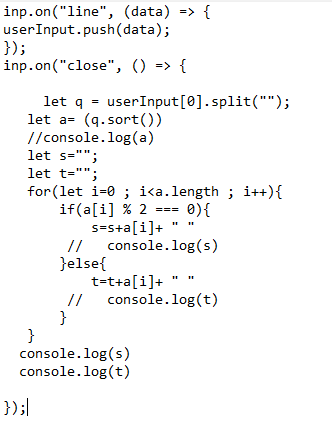 inp.on("line", (data) => {
userInput.push(data);
});
inp.on("close", () => {
let q = userInput[0].split("");
let a= (q.sort())
//console.log(a)
let s="";
let t="";
for(let i=0 ; i<a.length ; i++){
if(a[i] % 2 === 0){
s=s+a[i]+ " "
// console.log(s)
}else{
t=t+a[i]+ " "
// console.log(t)
}
}
console.log(s)
console.log(t)
});